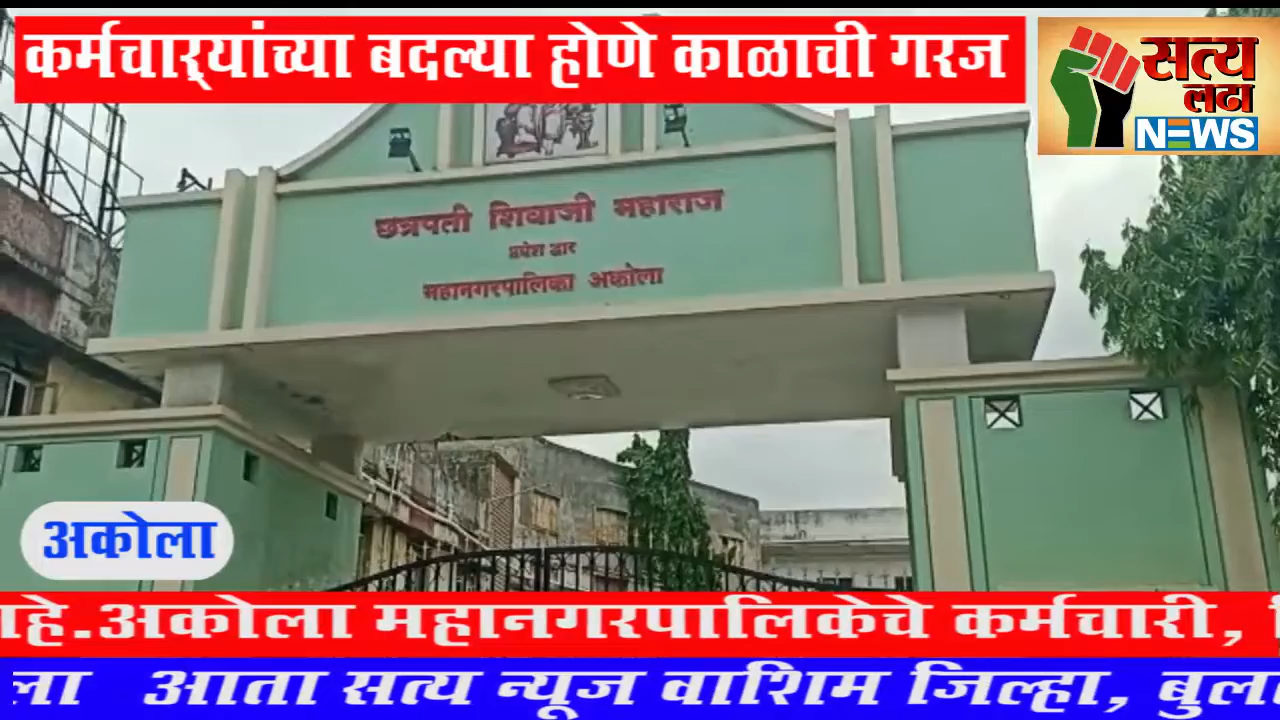 कर्मचाऱ्यांच्या बदल्या होणे काळाची गरज
सत्य
लढा
NEWS
छत्रपती शिवाजी महाराज
प्रवेश द्वार
महानगरपालिका अकोला
अकोला
हे.अकोला महानगरपालिकेचे कर्मचारी,
ला आता सत्य न्यूज वाशिम जिल्हा,